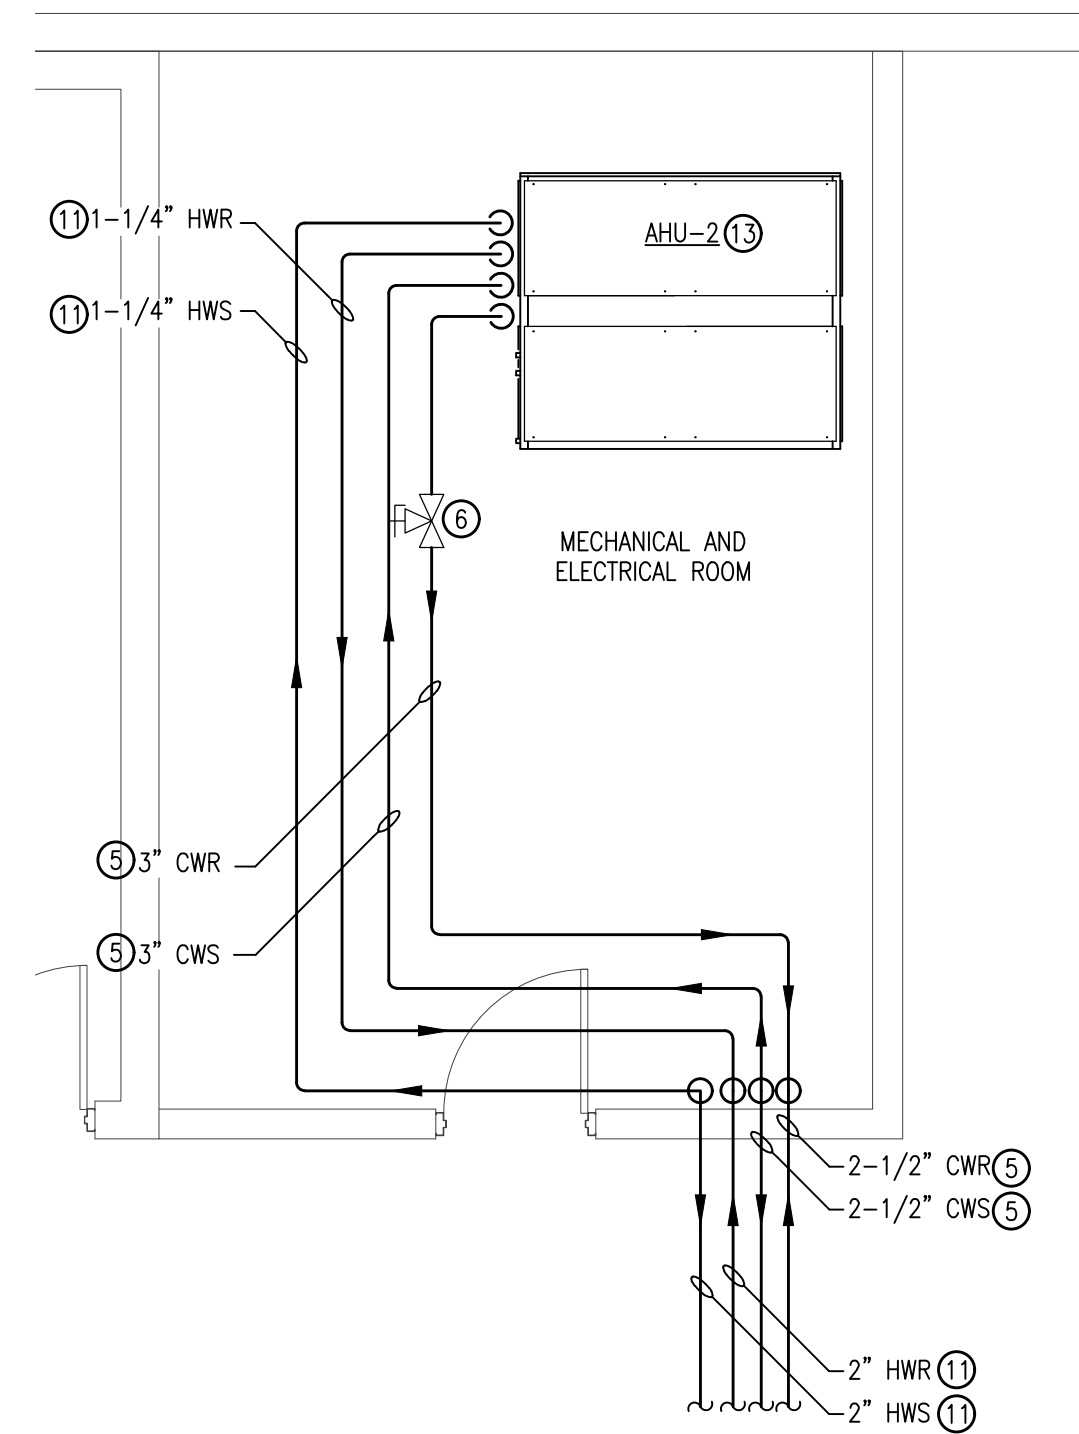 11 1-1/4" HWR
AHU-2 13
11 1-1/4" HWS
6
MECHANICAL AND
ELECTRICAL ROOM
5 3" CWR
5 3" CWS
2-1/2" CWR 5
2-1/2" CWS 5
2" HWR 11
2" HWS 11